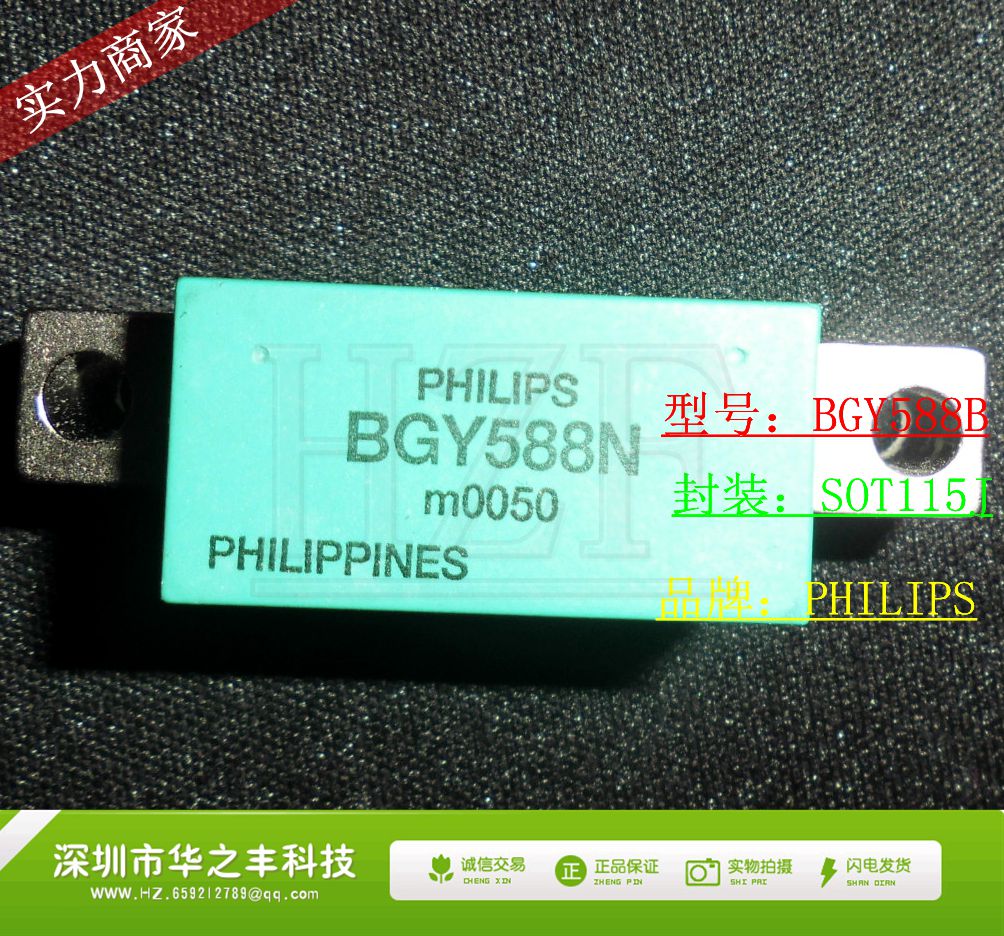 实力商家
PHILIPS
BGY588N
m0050
PHILIPPINES
HZF
型号：BGY588B
封装：SOT115J
品牌：PHILIPS
深圳市华之丰科技
www.HZ.659212789@qq.com
诚信交易
CHENG XIN
正
正品保证
ZHENG PIN
实物拍摄
SHI PAI
闪电发货
SHAN DIAN